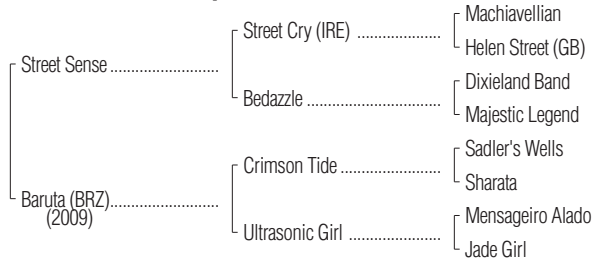 Machiavellian
Street Cry (IRE) ..................
Helen Street (GB)
Street Sense ........................
Dixieland Band
Bedazzle .............................
Majestic Legend
Sadler's Wells
Crimson Tide ......................
Sharata
Baruta (BRZ)........................
(2009)
Mensageiro Alado
Ultrasonic Girl ....................
Jade Girl